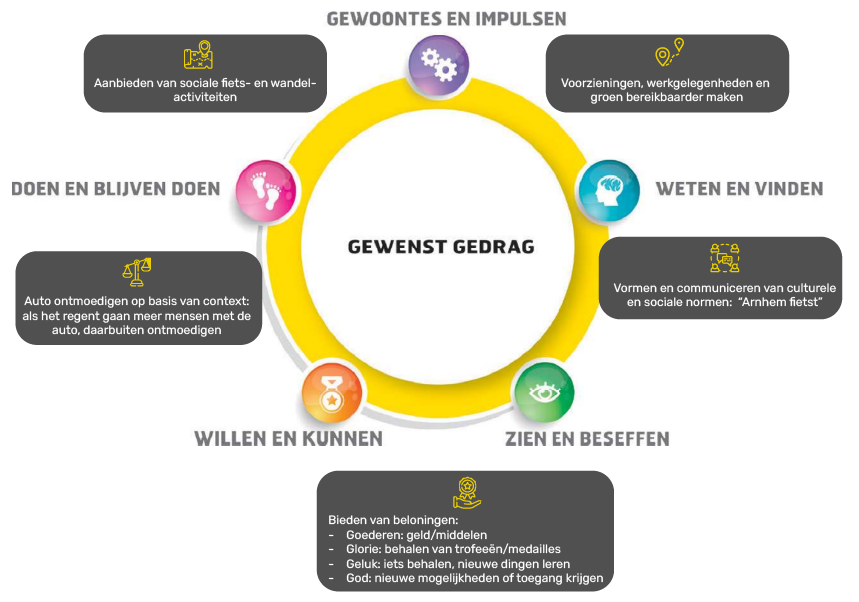 GEWOONTES EN IMPULSEN
Aanbieden van sociale fiets- en wandel-
activiteiten
Voorzieningen, werkgelegenheden en
groen bereikbaarder maken
DOEN EN BLIJVEN DOEN
WETEN EN VINDEN
GEWENST GEDRAG
Auto ontmoedigen op basis van context:
als het regent gaan meer mensen met de
auto, daarbuiten ontmoedigen
Vormen en communiceren van culturele
en sociale normen: “Arnhem fietst”
WILLEN EN KUNNEN
ZIEN EN BESEFFEN
Bieden van beloningen:
- Goederen: geld/middelen
- Glorie: behalen van trofeeën/medailles
- Geluk: iets behalen, nieuwe dingen leren
- God: nieuwe mogelijkheden of toegang krijgen